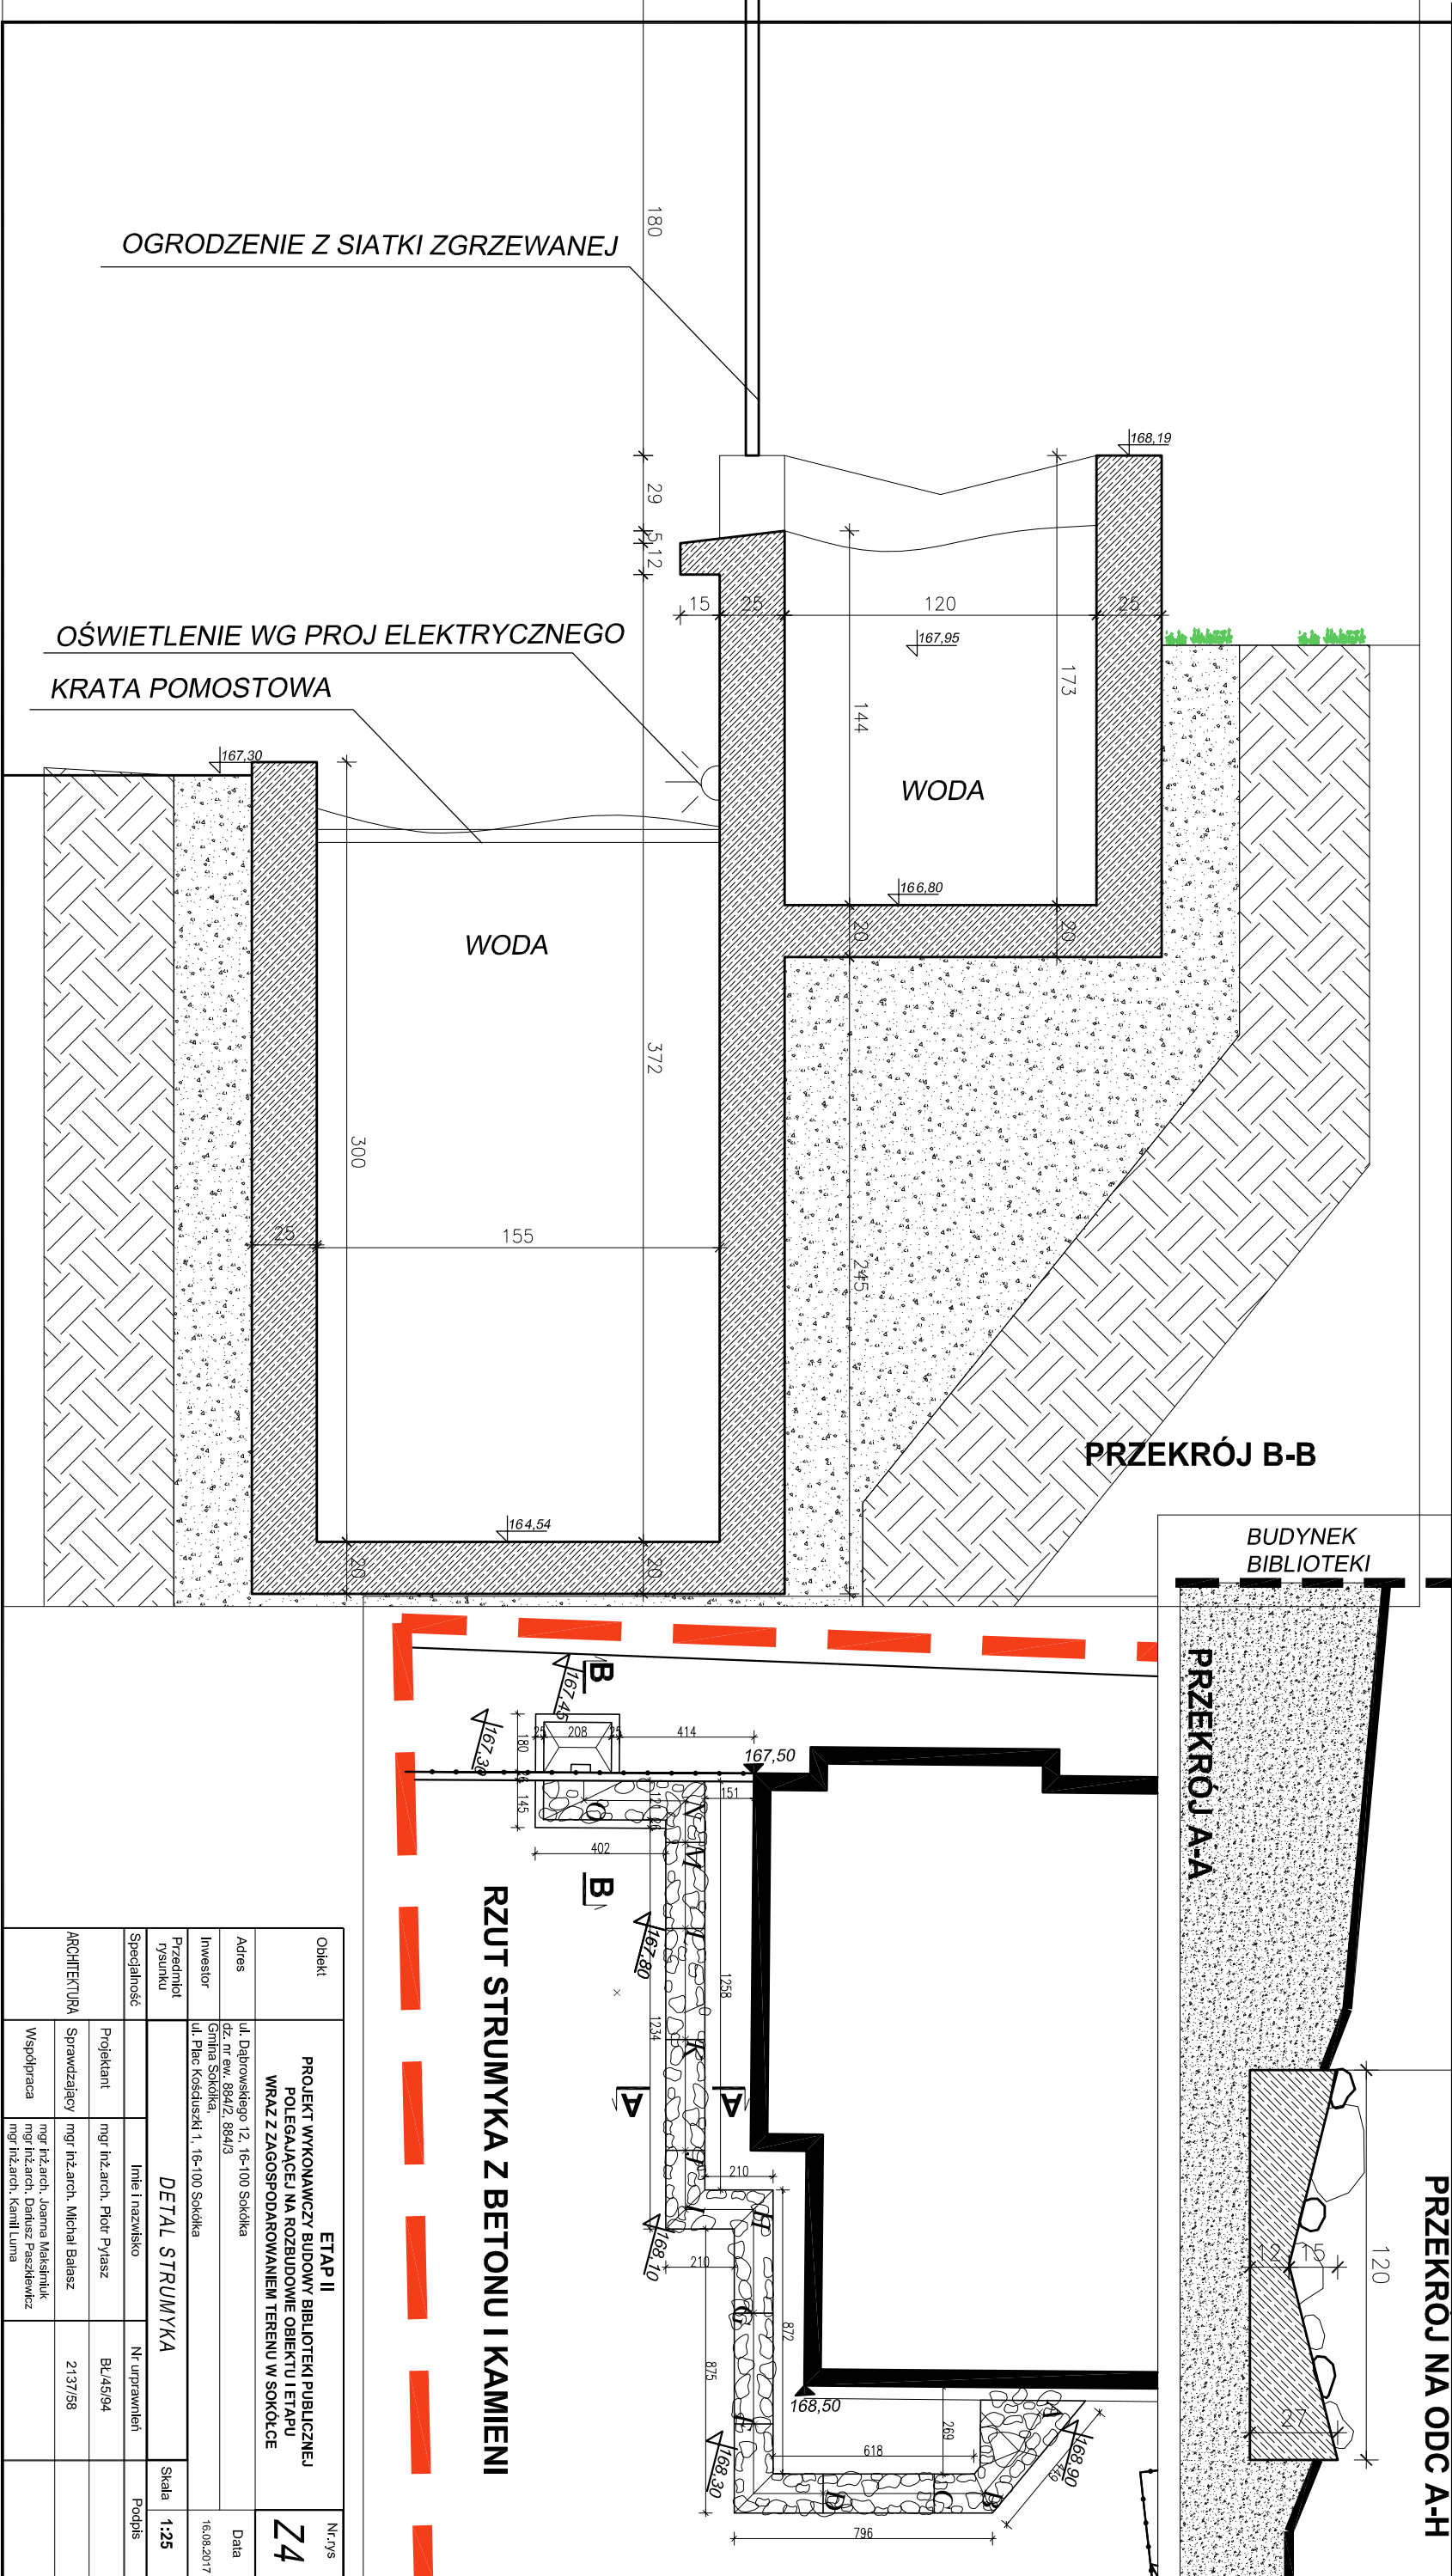 180
OGRODZENIE Z SIATKI ZGRZEWANEJ
168,19
29
5
12
15
25
120
25
OŚWIETLENIE WG PROJ ELEKTRYCZNEGO
167,95
KRATA POMOSTOWA
173
144
167,30
WODA
166,80
20
20
WODA
372
300
25
155
245
PRZEKRÓJ B-B
164,54
20
20
BUDYNEK
BIBLIOTEKI
PRZEKRÓJ A-A
PRZEKRÓJ NA ODC A-H
120
12
15
27
B
167.45
167.30
25
208
25
414
180
26
145
167,50
151
121
26
O
402
B
V
M
L
K
J
I
H
G
F
D
C
B
A
167.80
1258
1234
A
A
210
168.10
210
872
875
168,50
269
618
168.90
449
168.30
796
RZUT STRUMYKA Z BETONU I KAMIENI
Obiekt
ETAP II
PROJEKT WYKONAWCZY BUDOWY BIBLIOTEKI PUBLICZNEJ
POLEGAJĄCEJ NA ROZBUDOWIE OBIEKTU I ETAPU
WRAZ Z ZAGOSPODAROWANIEM TERENU W SOKÓŁCE
Nr.rys
Z4
Adres
ul. Dąbrowskiego 12, 16-100 Sokółka
dz. nr ew. 884/2, 884/3
Data
16.08.2017
Inwestor
Gmina Sokółka,
ul. Plac Kościuszki 1, 16-100 Sokółka
Przedmiot
rysunku
DETAL STRUMYKA
Skala
1:25
Specjalność
Imie i nazwisko
Nr urprawnień
Podpis
ARCHITEKTURA
Projektant
mgr inż.arch. Piotr Pytasz
BŁ/45/94
Sprawdzający
mgr inż.arch. Michał Bałasz
2137/58
Współpraca
mgr inż.arch. Joanna Maksimiuk
mgr inż.arch. Dariusz Paszkiewicz
mgr inż.arch. Kamil Luma